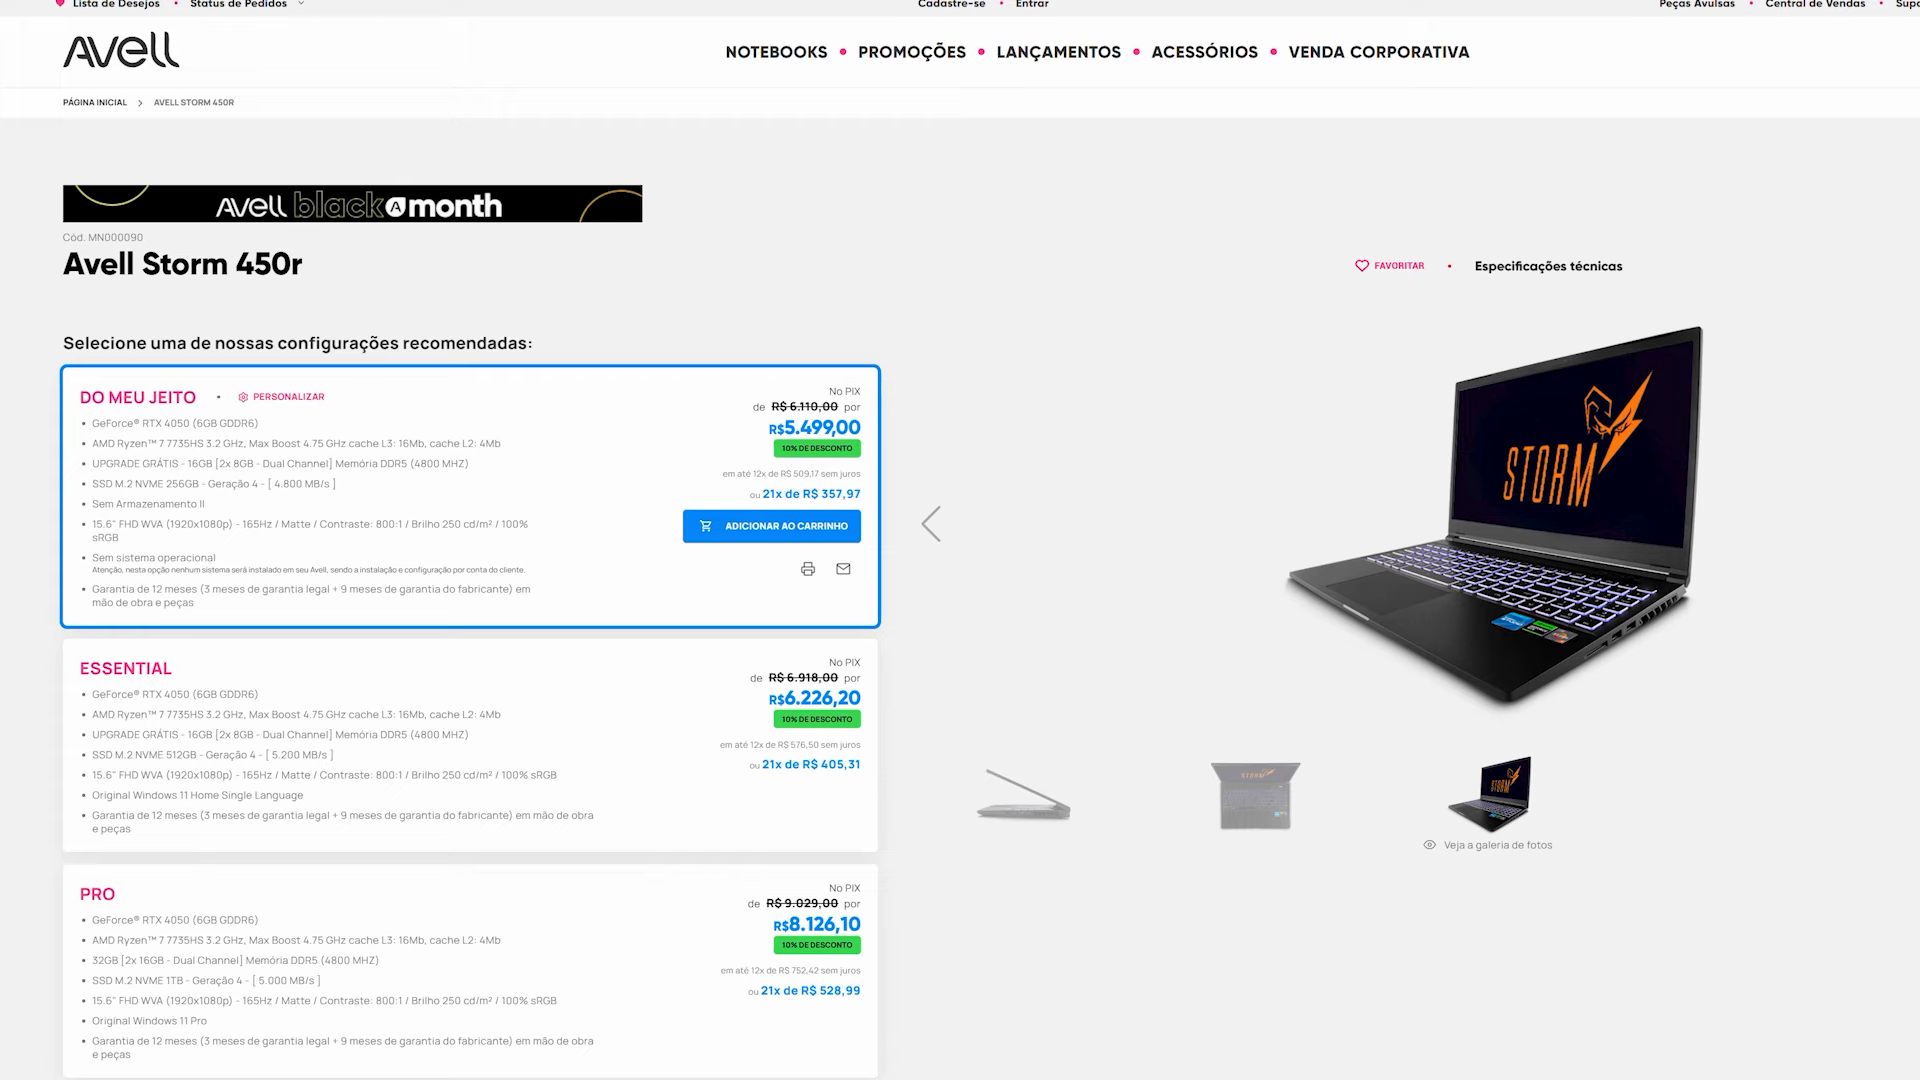 Lista de Desejos • Status de Pedidos
Cadastre-se • Entrar
Peças Avulsas • Central de Vendas •
Avell
NOTEBOOKS • PROMOÇÕES • LANÇAMENTOS • ACESSÓRIOS • VENDA CORPORATIVA
PÁGINA INICIAL > AVELL STORM 450R
Avell black A month
Cód. MN000090
Avell Storm 450r
FAVORITAR • Especificações técnicas
Selecione uma de nossas configurações recomendadas:
DO MEU JEITO • PERSONALIZAR
• GeForce® RTX 4050 (6GB GDDR6)
• AMD Ryzen™ 7 7735HS 3.2 GHz, Max Boost 4.75 GHz cache L3: 16Mb, cache L2: 4Mb
• UPGRADE GRÁTIS - 16GB [2x 8GB - Dual Channel] Memória DDR5 (4800 MHZ)
• SSD M.2 NVME 256GB - Geração 4 - [ 4.800 MB/s ]
• Sem Armazenamento II
• 15.6" FHD WVA (1920x1080p) - 165Hz / Matte / Contraste: 800:1 / Brilho 250 cd/m² / 100%
sRGB
• Sem sistema operacional
Atenção, nesta opção nenhum sistema será instalado em seu Avell, sendo a instalação e configuração por conta do cliente.
• Garantia de 12 meses (3 meses de garantia legal + 9 meses de garantia do fabricante) em
mão de obra e peças
No PIX
de R$ 6.110,00 por
R$5.499,00
10% DE DESCONTO
em até 12x de R$ 509,17 sem juros
ou 21x de R$ 357,97
ADICIONAR AO CARRINHO
STORM
ESSENTIAL
• GeForce® RTX 4050 (6GB GDDR6)
• AMD Ryzen™ 7 7735HS 3.2 GHz, Max Boost 4.75 GHz cache L3: 16Mb, cache L2: 4Mb
• UPGRADE GRÁTIS - 16GB [2x 8GB - Dual Channel] Memória DDR5 (4800 MHZ)
• SSD M.2 NVME 512GB - Geração 4 - [ 5.200 MB/s ]
• 15.6" FHD WVA (1920x1080p) - 165Hz / Matte / Contraste: 800:1 / Brilho 250 cd/m² / 100% sRGB
• Original Windows 11 Home Single Language
• Garantia de 12 meses (3 meses de garantia legal + 9 meses de garantia do fabricante) em mão de obra
e peças
No PIX
de R$ 6.918,00 por
R$6.226,20
10% DE DESCONTO
em até 12x de R$ 576,50 sem juros
ou 21x de R$ 405,31
STORM
STORM
Veja a galeria de fotos
PRO
• GeForce® RTX 4050 (6GB GDDR6)
• AMD Ryzen™ 7 7735HS 3.2 GHz, Max Boost 4.75 GHz cache L3: 16Mb, cache L2: 4Mb
• 32GB [2x 16GB - Dual Channel] Memória DDR5 (4800 MHZ)
• SSD M.2 NVME 1TB - Geração 4 - [ 5.000 MB/s ]
• 15.6" FHD WVA (1920x1080p) - 165Hz / Matte / Contraste: 800:1 / Brilho 250 cd/m² / 100% sRGB
• Original Windows 11 Pro
• Garantia de 12 meses (3 meses de garantia legal + 9 meses de garantia do fabricante) em mão de obra
e peças
No PIX
de R$ 9.029,00 por
R$8.126,10
10% DE DESCONTO
em até 12x de R$ 752,42 sem juros
ou 21x de R$ 528,99